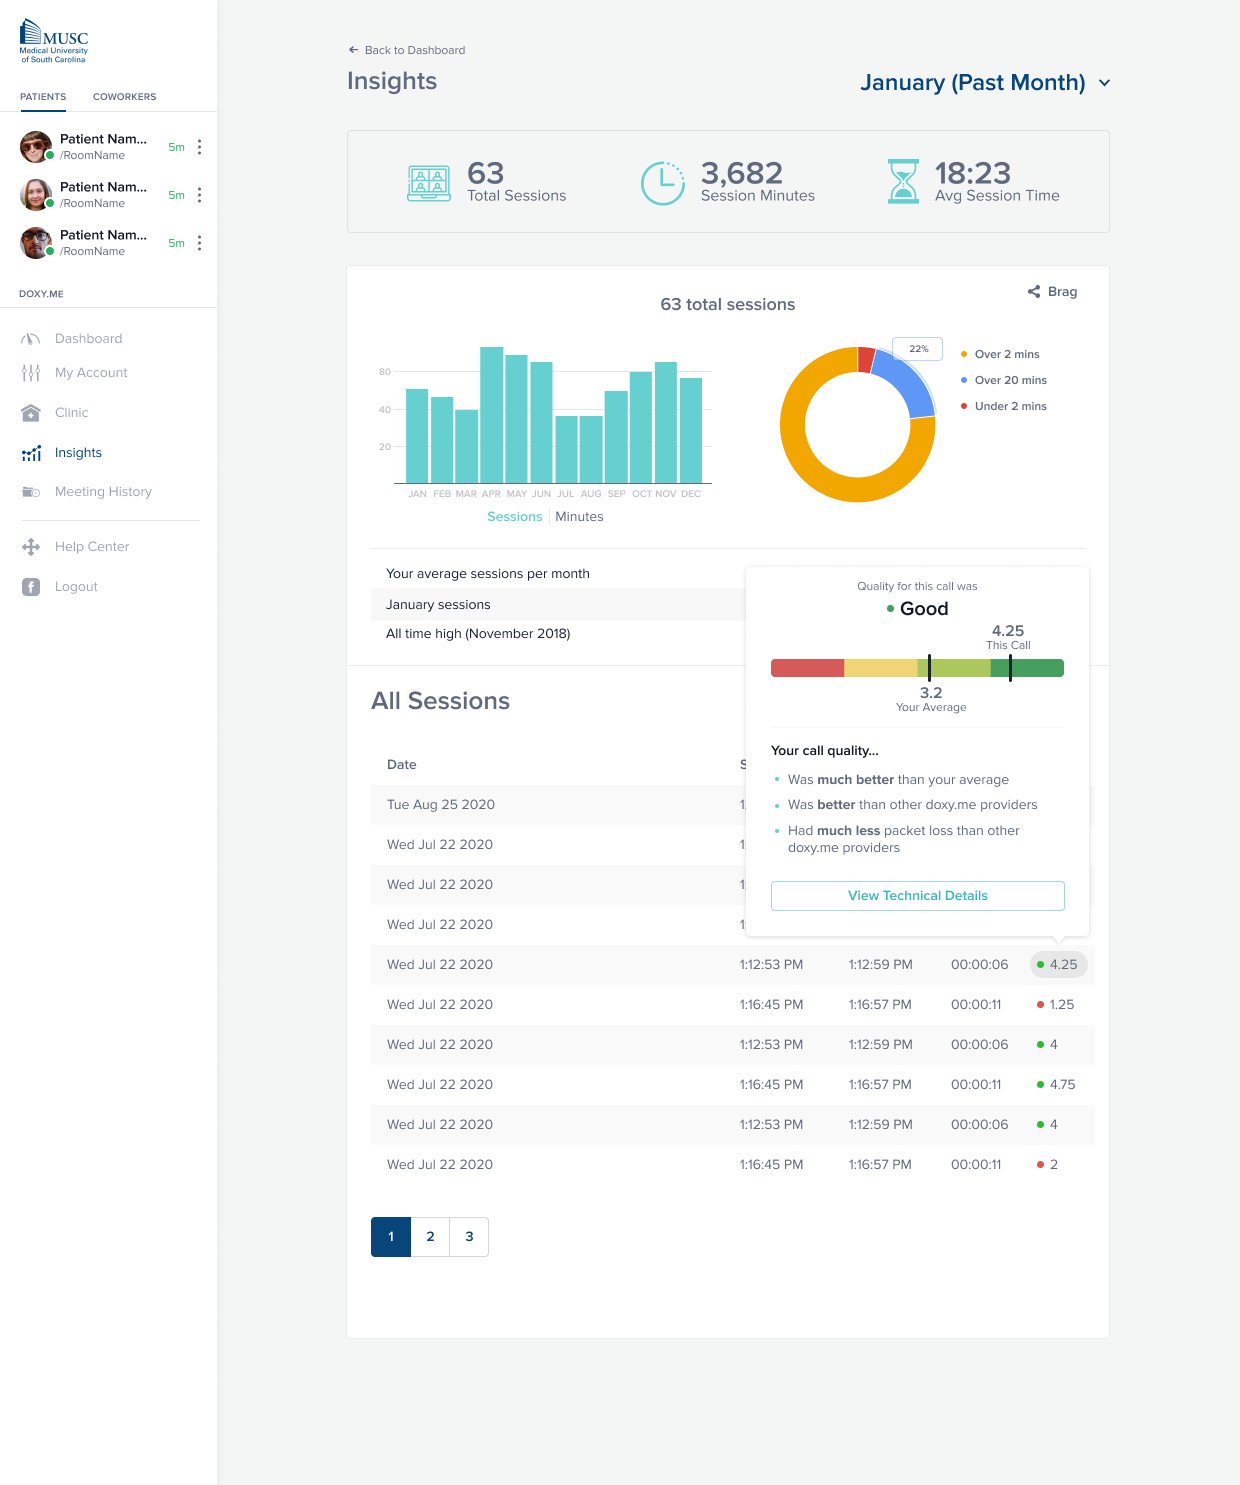 MUSC
Medical University
of South Carolina
PATIENTS COWORKERS
Patient Nam...
/RoomName
5m
Patient Nam...
/RoomName
5m
Patient Nam...
/RoomName
5m
DOXY.ME
Dashboard
My Account
Clinic
Insights
Meeting History
Help Center
Logout
Back to Dashboard
Insights
January (Past Month)
63
Total Sessions
3,682
Session Minutes
18:23
Avg Session Time
Brag
63 total sessions
80
40
20
JAN FEB MAR APR MAY JUN JUL AUG SEP OCT NOV DEC
Sessions Minutes
22%
Over 2 mins
Over 20 mins
Under 2 mins
Your average sessions per month
January sessions
All time high (November 2018)
Quality for this call was
Good
4.25
This Call
3.2
Your Average
Your call quality...
Was much better than your average
Was better than other doxy.me providers
Had much less packet loss than other
doxy.me providers
View Technical Details
All Sessions
Date S
Tue Aug 25 2020 1:
Wed Jul 22 2020 1:
Wed Jul 22 2020 1:
Wed Jul 22 2020 1:
Wed Jul 22 2020 1:12:53 PM 1:12:59 PM 00:00:06 4.25
Wed Jul 22 2020 1:16:45 PM 1:16:57 PM 00:00:11 1.25
Wed Jul 22 2020 1:12:53 PM 1:12:59 PM 00:00:06 4
Wed Jul 22 2020 1:16:45 PM 1:16:57 PM 00:00:11 4.75
Wed Jul 22 2020 1:12:53 PM 1:12:59 PM 00:00:06 4
Wed Jul 22 2020 1:16:45 PM 1:16:57 PM 00:00:11 2
1 2 3